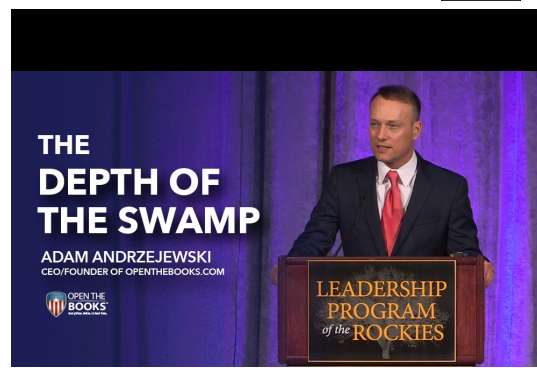 THE
DEPTH OF
THE SWAMP
ADAM ANDRZEJEWSKI
CEO/FOUNDER OF OPENTHEBOOKS.COM
OPEN THE
BOOKS
LEADERSHIP
PROGRAM
of the ROCKIES